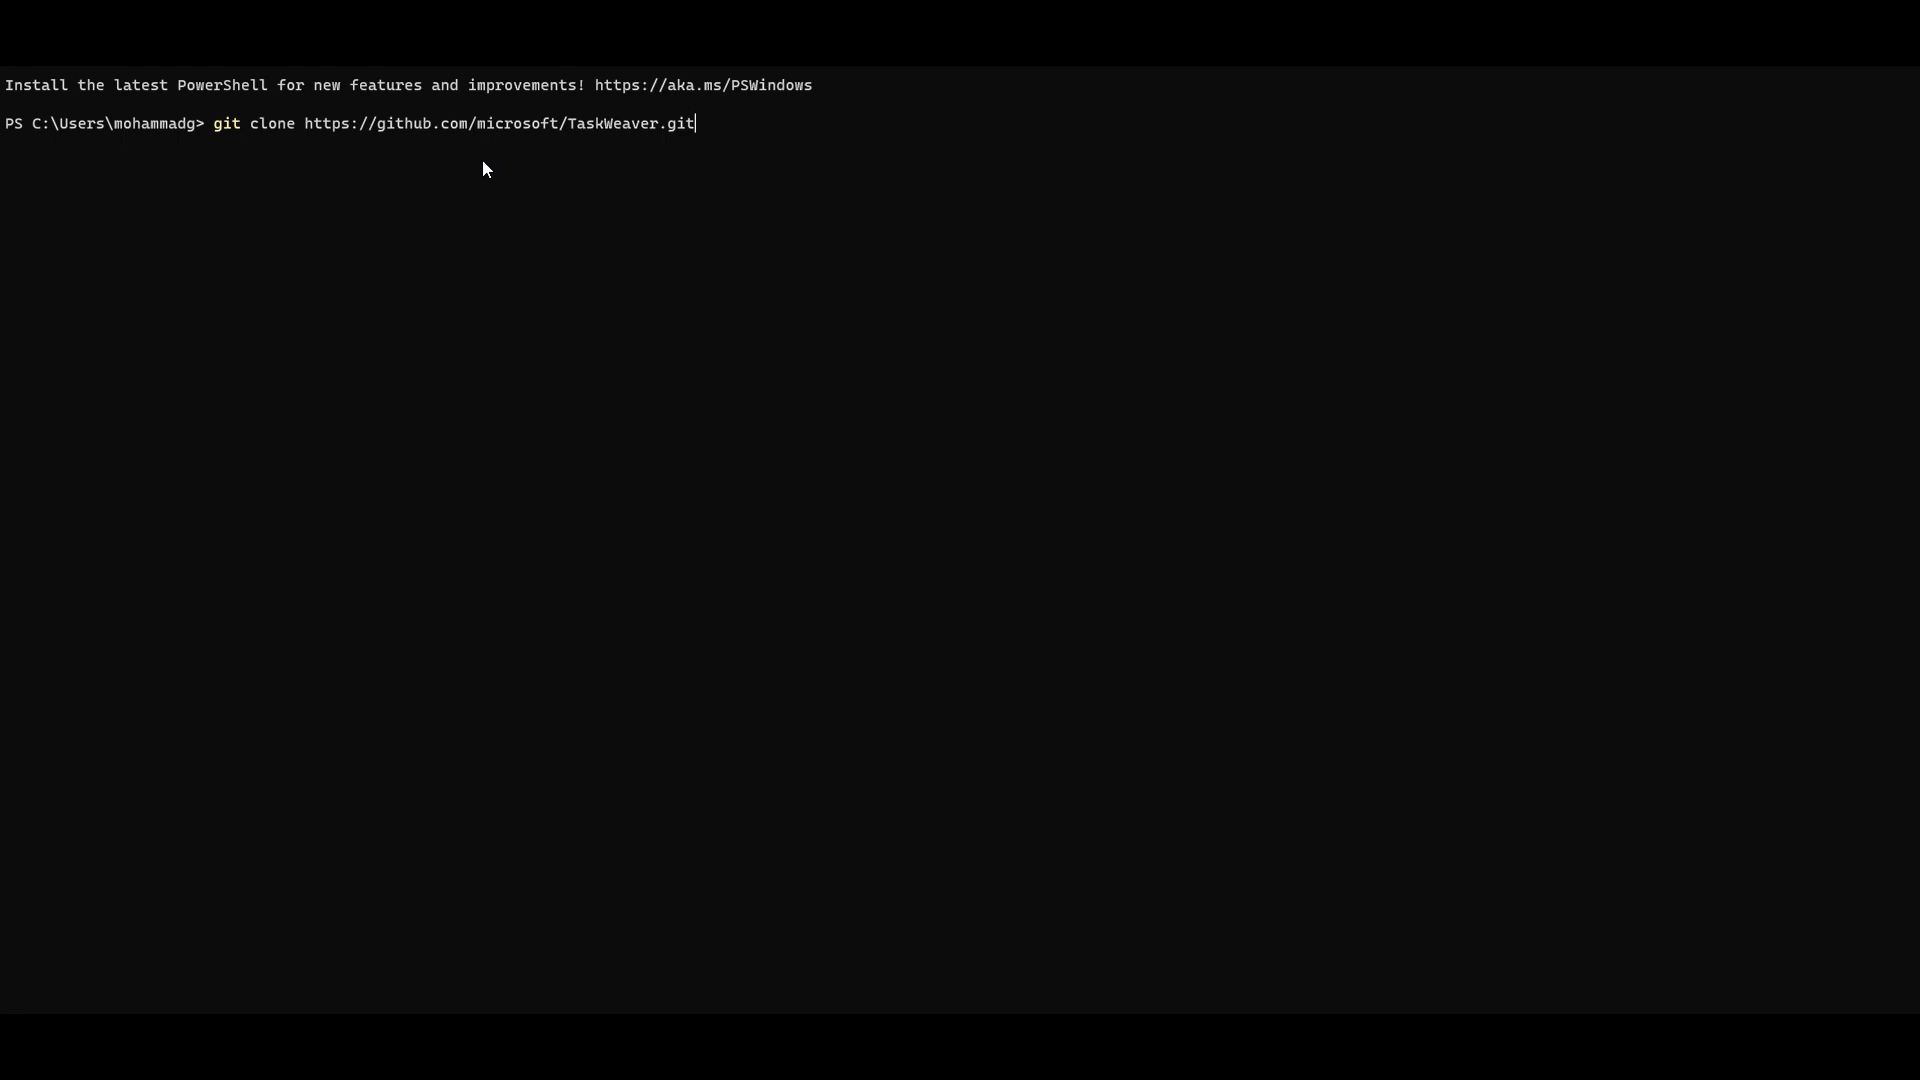 Install the latest PowerShell for new features and improvements! https://aka.ms/PSWindows
PS C:\Users\mohammadg> git clone https://github.com/microsoft/TaskWeaver.git